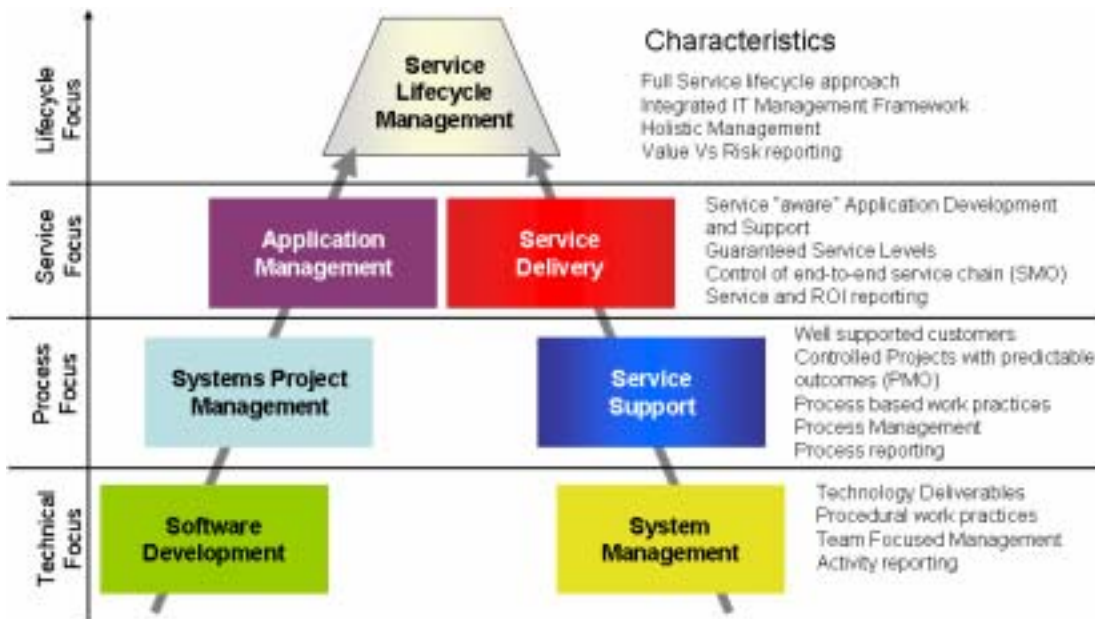 Characteristics
Lifecycle
Focus
Service
Lifecycle
Management
Full Service lifecycle approach
Integrated IT Management Framework
Holistic Management
Value Vs Risk reporting
Service
Focus
Application
Management
Service
Delivery
Service "aware" Application Development
and Support
Guaranteed Service Levels
Control of end-to-end service chain (SMO)
Service and ROI reporting
Process
Focus
Systems Project
Management
Service
Support
Well supported customers
Controlled Projects with predictable
outcomes (PMO)
Process based work practices
Process Management
Process reporting
Technical
Focus
Software
Development
System
Management
Technology Deliverables
Procedural work practices
Team Focused Management
Activity reporting